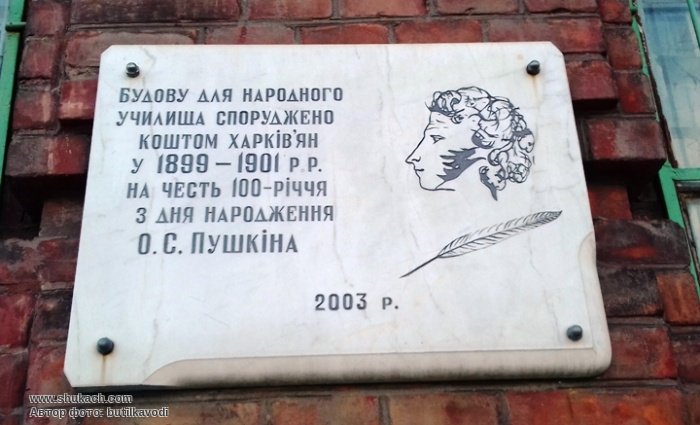 БУДОВУ ДЛЯ НАРОДНОГО
УЧИЛИЩА СПОРУДЖЕНО
КОШТОМ ХАРКІВ'ЯН
У 1899 – 1901 Р.Р.
НА ЧЕСТЬ 100-РІЧЧЯ
З ДНЯ НАРОДЖЕННЯ
О.С. ПУШКІНА
2003 Р.
www.shukach.com
Автор фото: butilkavodi